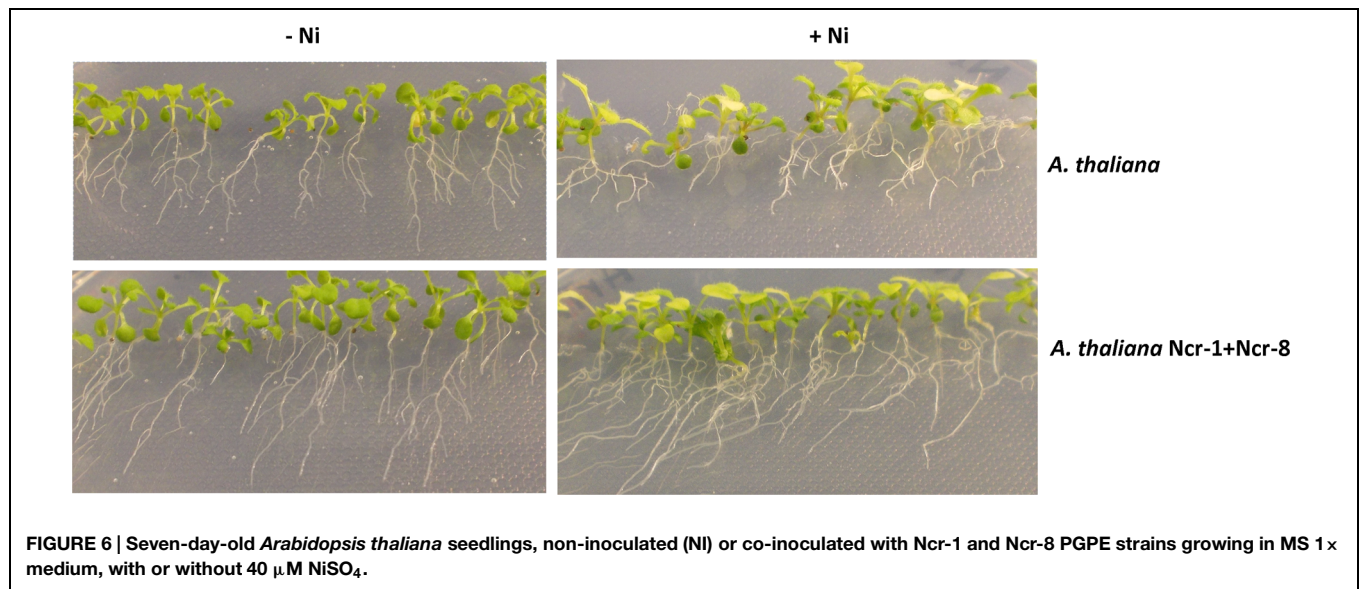 - Ni
+ Ni
A. thaliana
A. thaliana Ncr-1+Ncr-8
FIGURE 6 | Seven-day-old Arabidopsis thaliana seedlings, non-inoculated (NI) or co-inoculated with Ncr-1 and Ncr-8 PGPE strains growing in MS 1×
medium, with or without 40 μM NiSO₄.